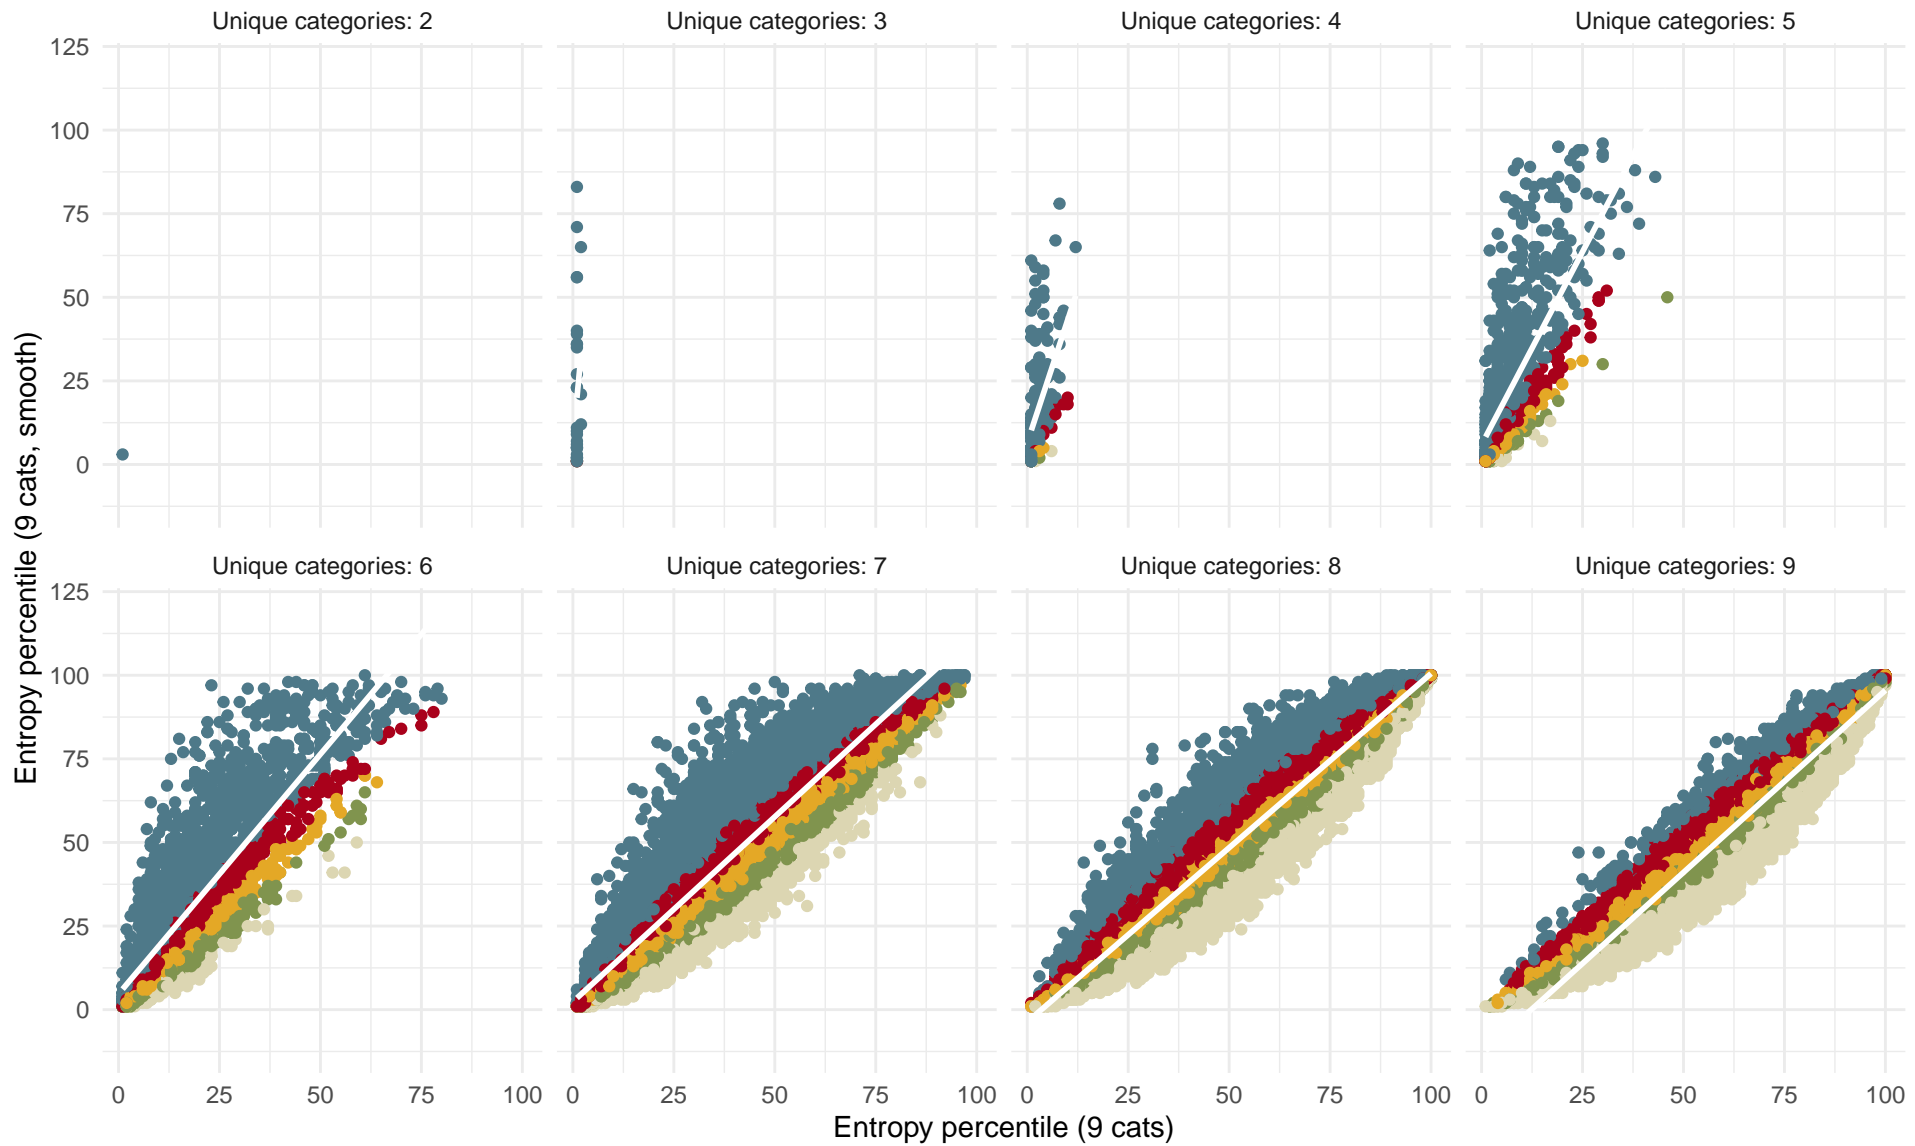 Unique categories: 2
Unique categories: 3
Unique categories: 4
Unique categories: 5
125
100
75
50
25
0
Unique categories: 6
Unique categories: 7
Unique categories: 8
Unique categories: 9
125
100
75
50
25
0
0 25 50 75 100
0 25 50 75 100
0 25 50 75 100
0 25 50 75 100
Entropy percentile (9 cats)
Entropy percentile (9 cats, smooth)